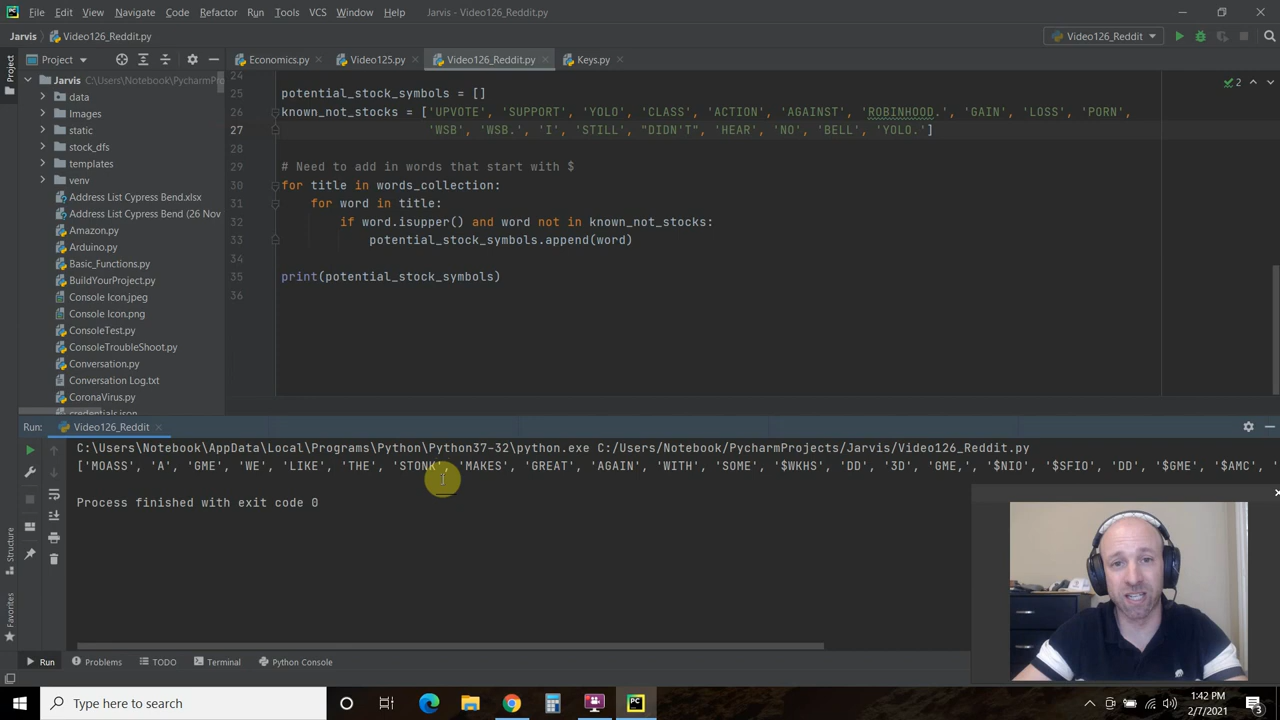 File Edit View Navigate Code Refactor Run Tools VCS Window Help Jarvis - Video126_Reddit.py
Jarvis Video126_Reddit.py Video126_Reddit
Project Economics.py Video125.py Video126_Reddit.py Keys.py
Project
Jarvis C:\Users\Notebook\PycharmPro
data
Images
static
stock_dfs
templates
venv
Address List Cypress Bend.xlsx
Address List Cypress Bend (26 Nov
Amazon.py
Arduino.py
Basic_Functions.py
BuildYourProject.py
Console Icon.jpeg
Console Icon.png
ConsoleTest.py
ConsoleTroubleShoot.py
Conversation.py
Conversation Log.txt
CoronaVirus.py
credentials.json
2
24
25 potential_stock_symbols = []
26 known_not_stocks = ['UPVOTE', 'SUPPORT', 'YOLO', 'CLASS', 'ACTION', 'AGAINST', 'ROBINHOOD.', 'GAIN', 'LOSS', 'PORN',
27 'WSB', 'WSB.', 'I', 'STILL', "DIDN'T", 'HEAR', 'NO', 'BELL', 'YOLO.']
28
29 # Need to add in words that start with $
30 for title in words_collection:
31 for word in title:
32 if word.isupper() and word not in known_not_stocks:
33 potential_stock_symbols.append(word)
34
35 print(potential_stock_symbols)
36
Run: Video126_Reddit
C:\Users\Notebook\AppData\Local\Programs\Python\Python37-32\python.exe C:/Users/Notebook/PycharmProjects/Jarvis/Video126_Reddit.py
['MOASS', 'A', 'GME', 'WE', 'LIKE', 'THE', 'STONK', 'MAKES', 'GREAT', 'AGAIN', 'WITH', 'SOME', '$WKHS', 'DD', '3D', 'GME,', '$NIO', '$SFIO', 'DD', '$GME', '$AMC', '
Process finished with exit code 0
Structure
Favorites
Run Problems TODO Terminal Python Console
Type here to search
PC
1:42 PM
2/7/2021
3